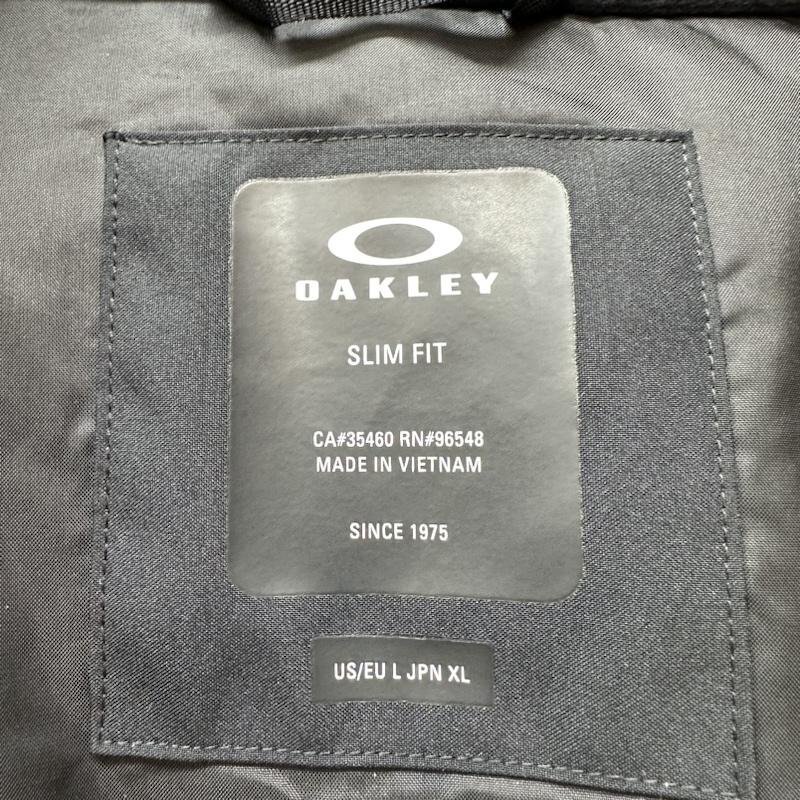 OAKLEY
SLIM FIT
CA#35460 RN#96548
MADE IN VIETNAM
SINCE 1975
US/EU L JPN XL